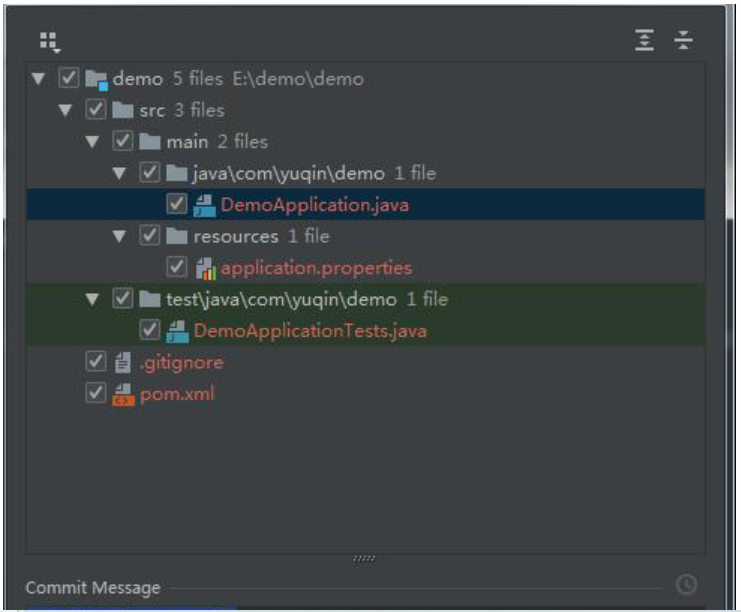 demo 5 files E:\demo\demo
src 3 files
main 2 files
java\com\yuqin\demo 1 file
DemoApplication.java
resources 1 file
application.properties
test\java\com\yuqin\demo 1 file
DemoApplicationTests.java
.gitignore
pom.xml
Commit Message